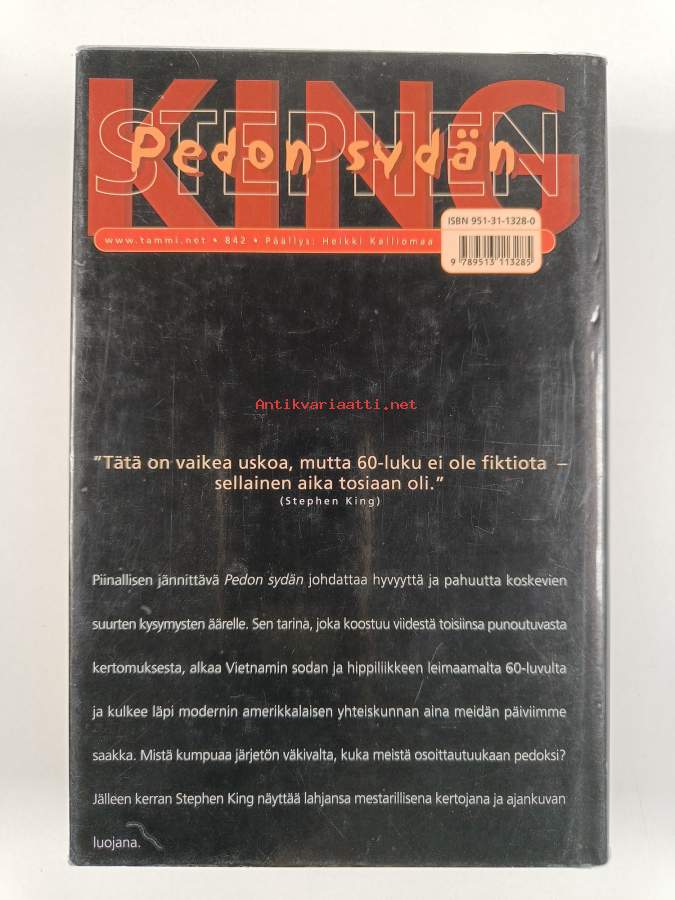 STEPHEN KING
Pedon sydän
ISBN 951-31-1328-0
www.tammi.net • 842 • Päällys: Heikki Kalliomaa
9 789513 113285
Antikvariaatti.net
”Tätä on vaikea uskoa, mutta 60-luku ei ole fiktiota –
sellainen aika tosiaan oli.”
(Stephen King)
Piinallisen jännittävä Pedon sydän johdattaa hyvyyttä ja pahuutta koskevien
suurten kysymysten äärelle. Sen tarina, joka koostuu viidestä toisiinsa punoutuvasta
kertomuksesta, alkaa Vietnamin sodan ja hippiliikkeen leimaamalta 60-luvulta
ja kulkee läpi modernin amerikkalaisen yhteiskunnan aina meidän päiviimme
saakka. Mistä kumpuaa järjetön väkivalta, kuka meistä osoittautuukaan pedoksi?
Jälleen kerran Stephen King näyttää lahjansa mestarillisena kertojana ja ajankuvan
luojana.